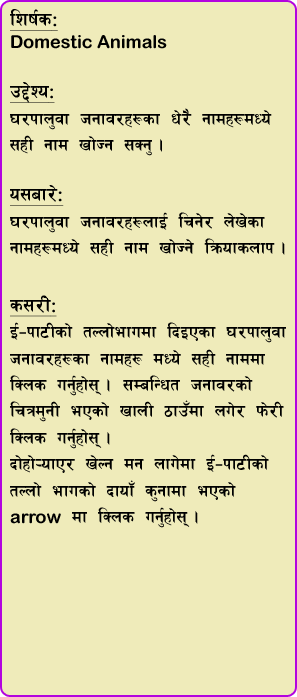 शिर्षक:
Domestic Animals
उद्देश्य:
घरपालुवा जनावरहरूका धेरै नामहरूमध्ये
सही नाम खोज्न सक्नु ।
यसबारे:
घरपालुवा जनावरहरूलाई चिनेर लेखेका
नामहरूमध्ये सही नाम खोज्ने क्रियाकलाप ।
कसरी:
ई-पाटीको तल्लोभागमा दिइएका घरपालुवा
जनावरहरूका नामहरू मध्ये सही नाममा
क्लिक गर्नुहोस् । सम्बन्धित जनावरको
चित्रमुनी भएको खाली ठाउँमा लगेर फेरी
क्लिक गर्नुहोस् ।
दोहोऱ्याएर खेल्न मन लागेमा ई-पाटीको
तल्लो भागको दायाँ कुनामा भएको
arrow मा क्लिक गर्नुहोस् ।